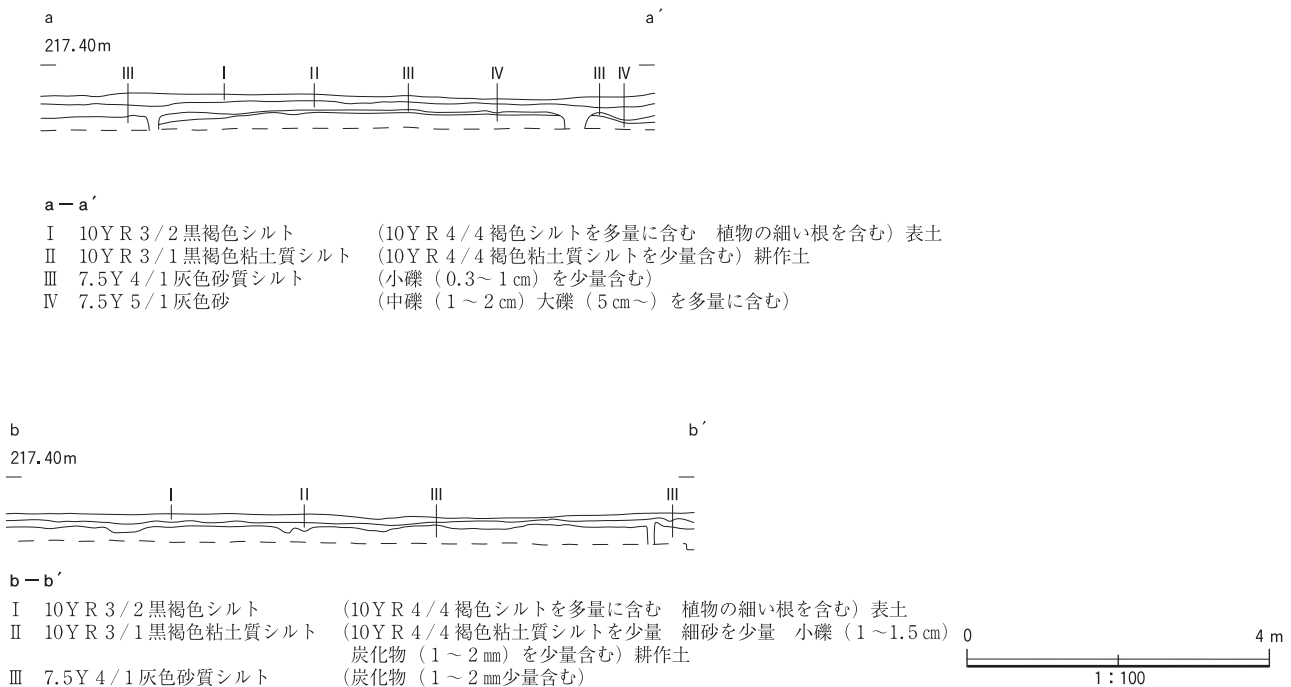 a a′
217.40m
Ⅲ Ⅰ Ⅱ Ⅲ Ⅳ Ⅲ Ⅳ
a－a′
Ⅰ 10ＹＲ3/2黒褐色シルト （10ＹＲ4/4褐色シルトを多量に含む 植物の細い根を含む）表土
Ⅱ 10ＹＲ3/1黒褐色粘土質シルト （10ＹＲ4/4褐色粘土質シルトを少量含む）耕作土
Ⅲ 7.5Ｙ4/1灰色砂質シルト （小礫（0.3～1㎝）を少量含む）
Ⅳ 7.5Ｙ5/1灰色砂 （中礫（1～2㎝）大礫（5㎝～）を多量に含む）
b b′
217.40m
Ⅰ Ⅱ Ⅲ Ⅲ
b－b′
Ⅰ 10ＹＲ3/2黒褐色シルト （10ＹＲ4/4褐色シルトを多量に含む 植物の細い根を含む）表土
Ⅱ 10ＹＲ3/1黒褐色粘土質シルト （10ＹＲ4/4褐色粘土質シルトを少量 細砂を少量 小礫（1～1.5㎝）
炭化物（1～2㎜）を少量含む）耕作土
Ⅲ 7.5Ｙ4/1灰色砂質シルト （炭化物（1～2㎜少量含む）
0 4m
1：100